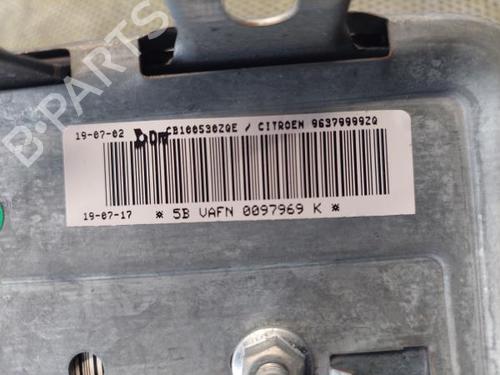 19-07-02 CB100530ZQE / CITROEN 96379999ZQ
19-07-17 * 5B VAFN 0097969 K *
B-PARTS